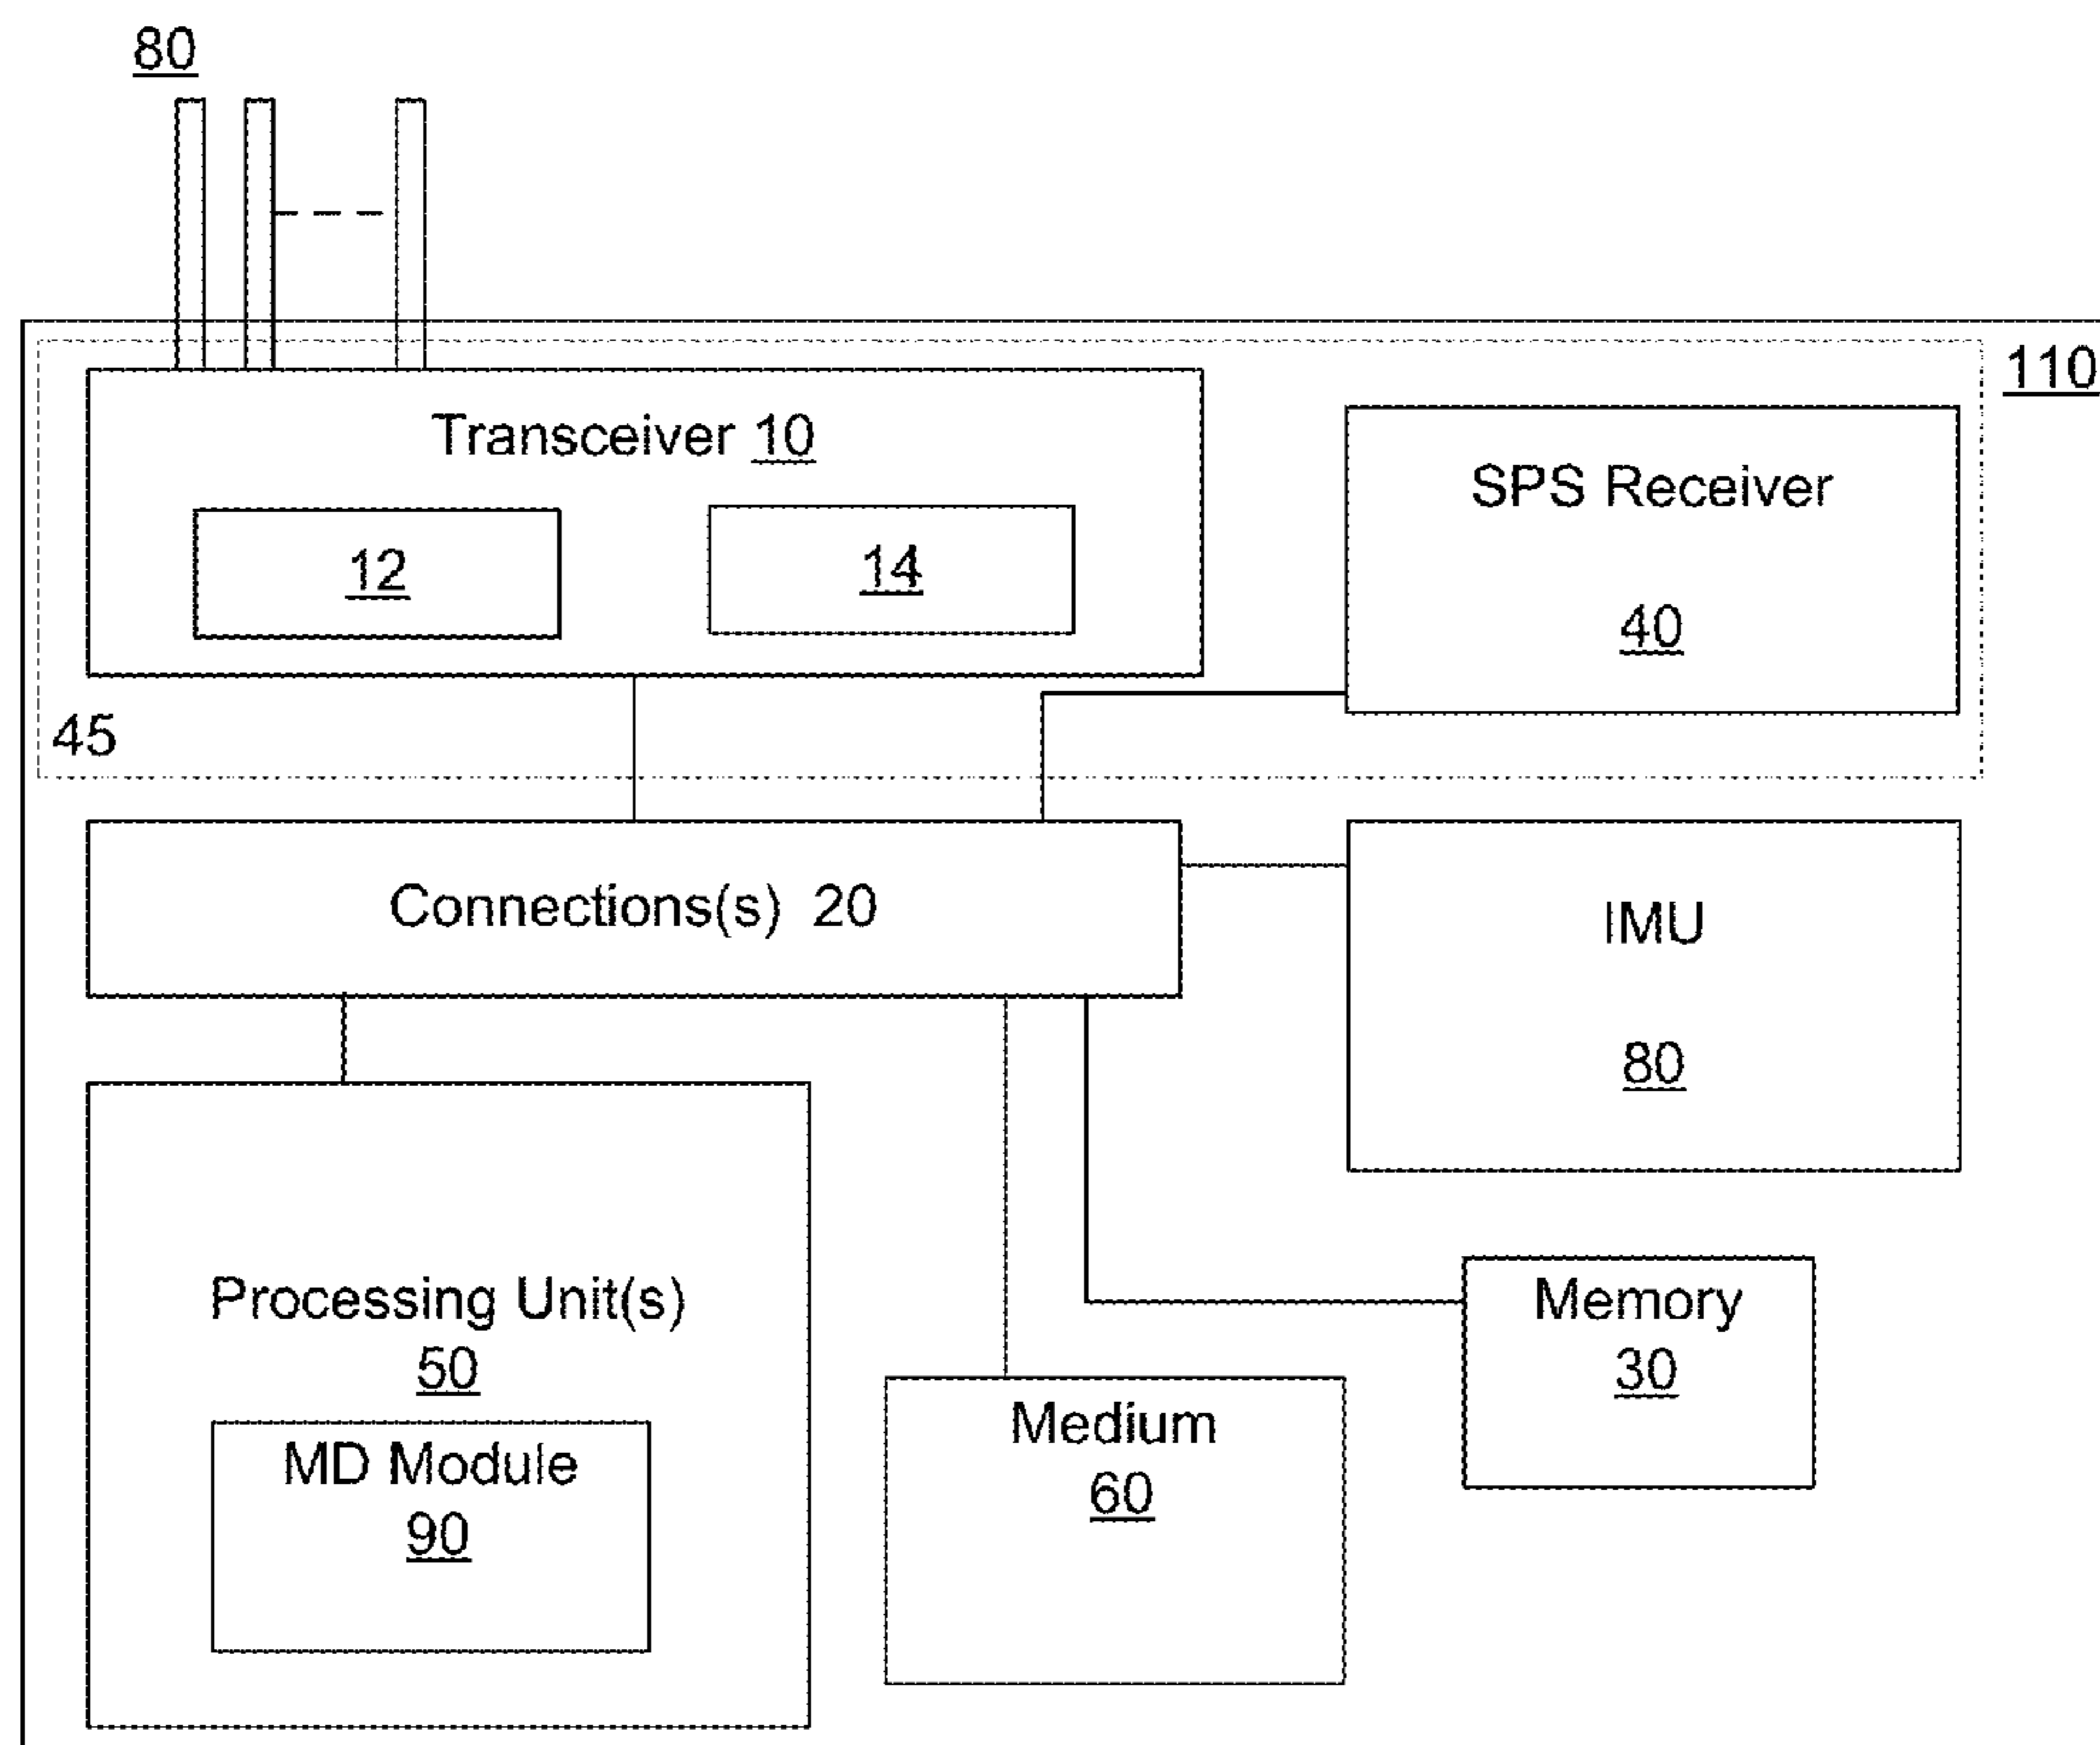 80
110
Transceiver 10
12
14
SPS Receiver
40
45
Connections(s) 20
IMU
80
Processing Unit(s)
50
MD Module
90
Medium
60
Memory
30